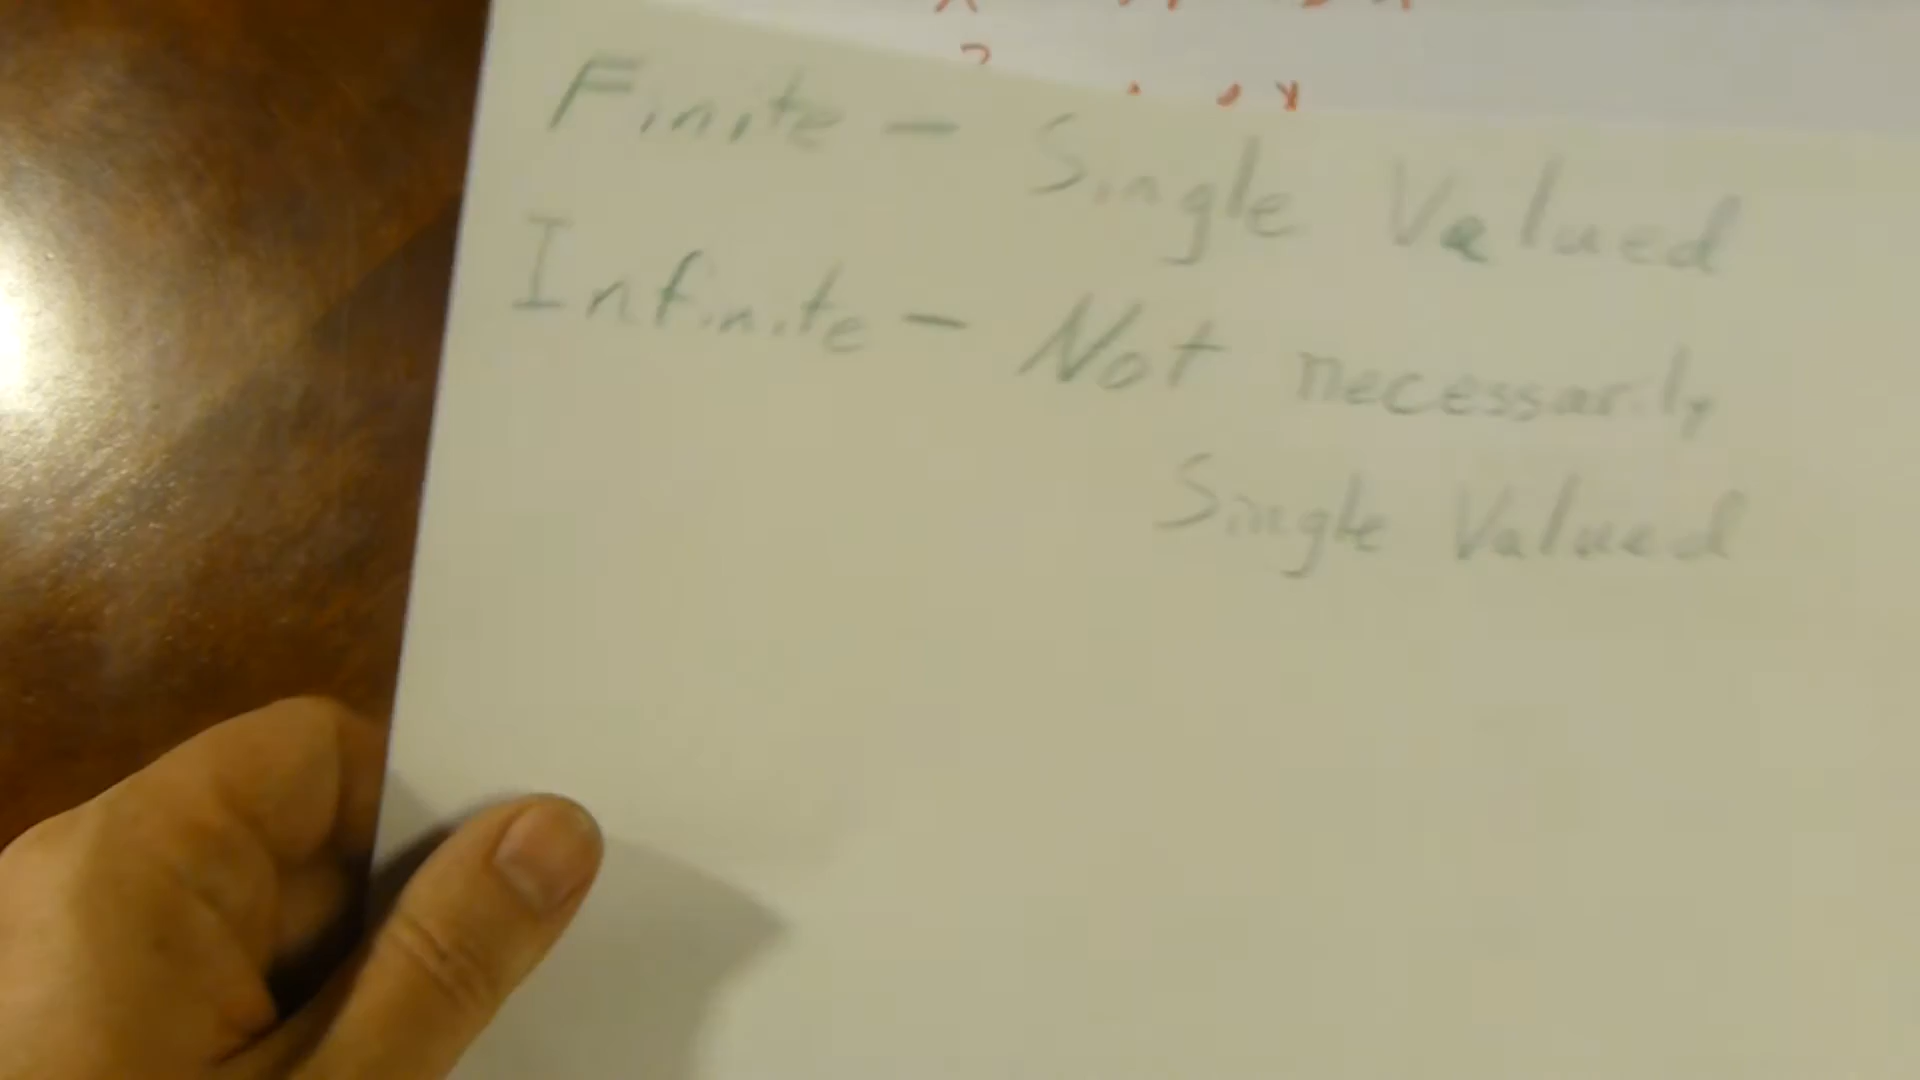 Finite - Single Valued
Infinite - Not necessarily
Single Valued